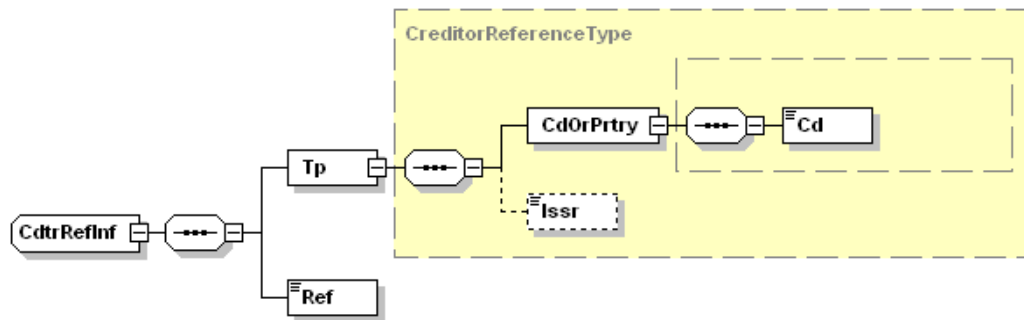 CreditorReferenceType
CdOrPrtry
Cd
Tp
Issr
CdtrRefInf
Ref